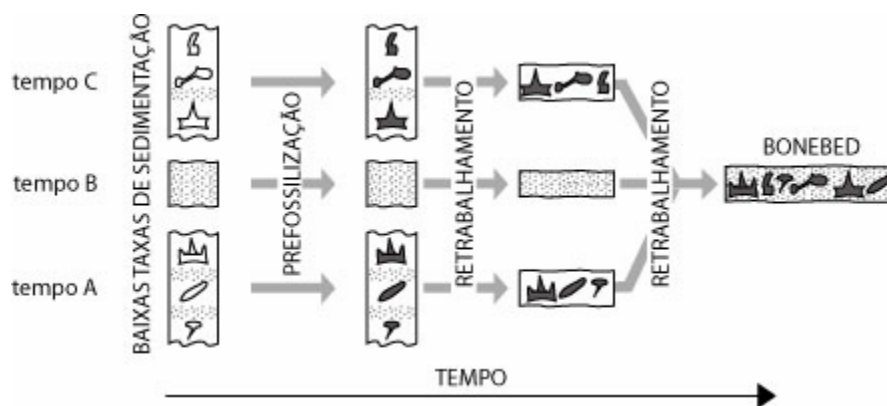 BAIXAS TAXAS DE SEDIMENTAÇÃO
tempo C
tempo B
tempo A
PREFOSSILIZAÇÃO
RETRABALHAMENTO
RETRABALHAMENTO
BONEBED
TEMPO